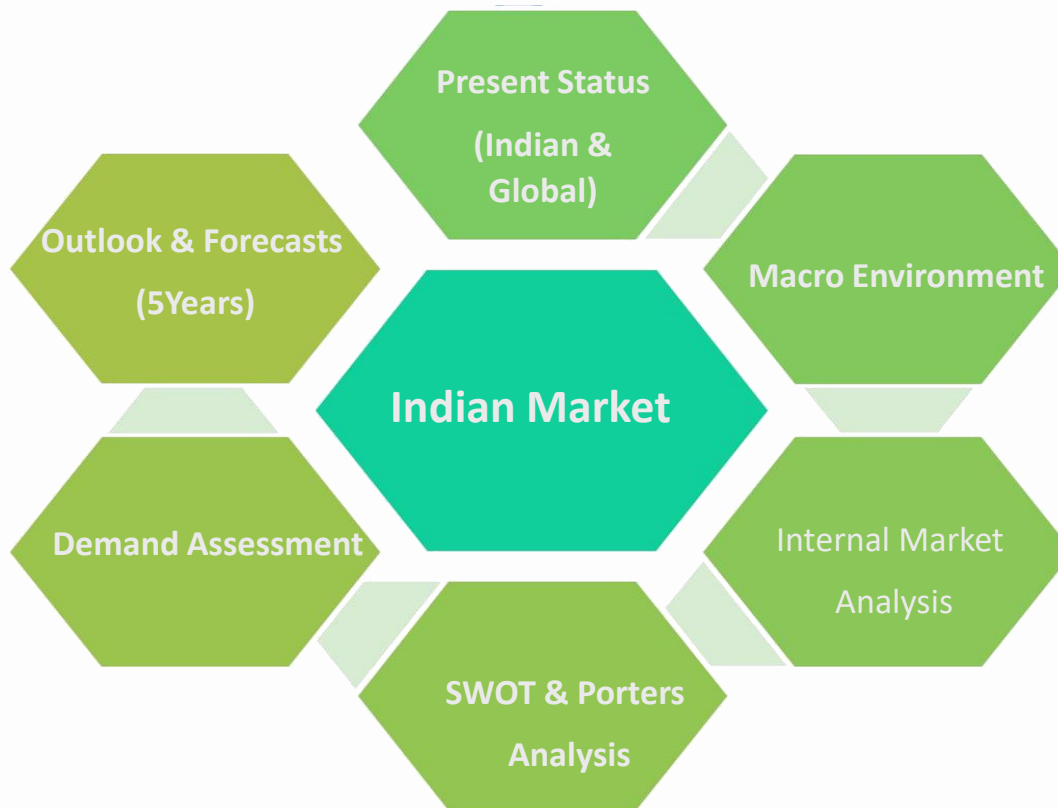 Present Status
(Indian &
Global)
Macro Environment
Internal Market
Analysis
SWOT & Porters
Analysis
Demand Assessment
Outlook & Forecasts
(5Years)
Indian Market